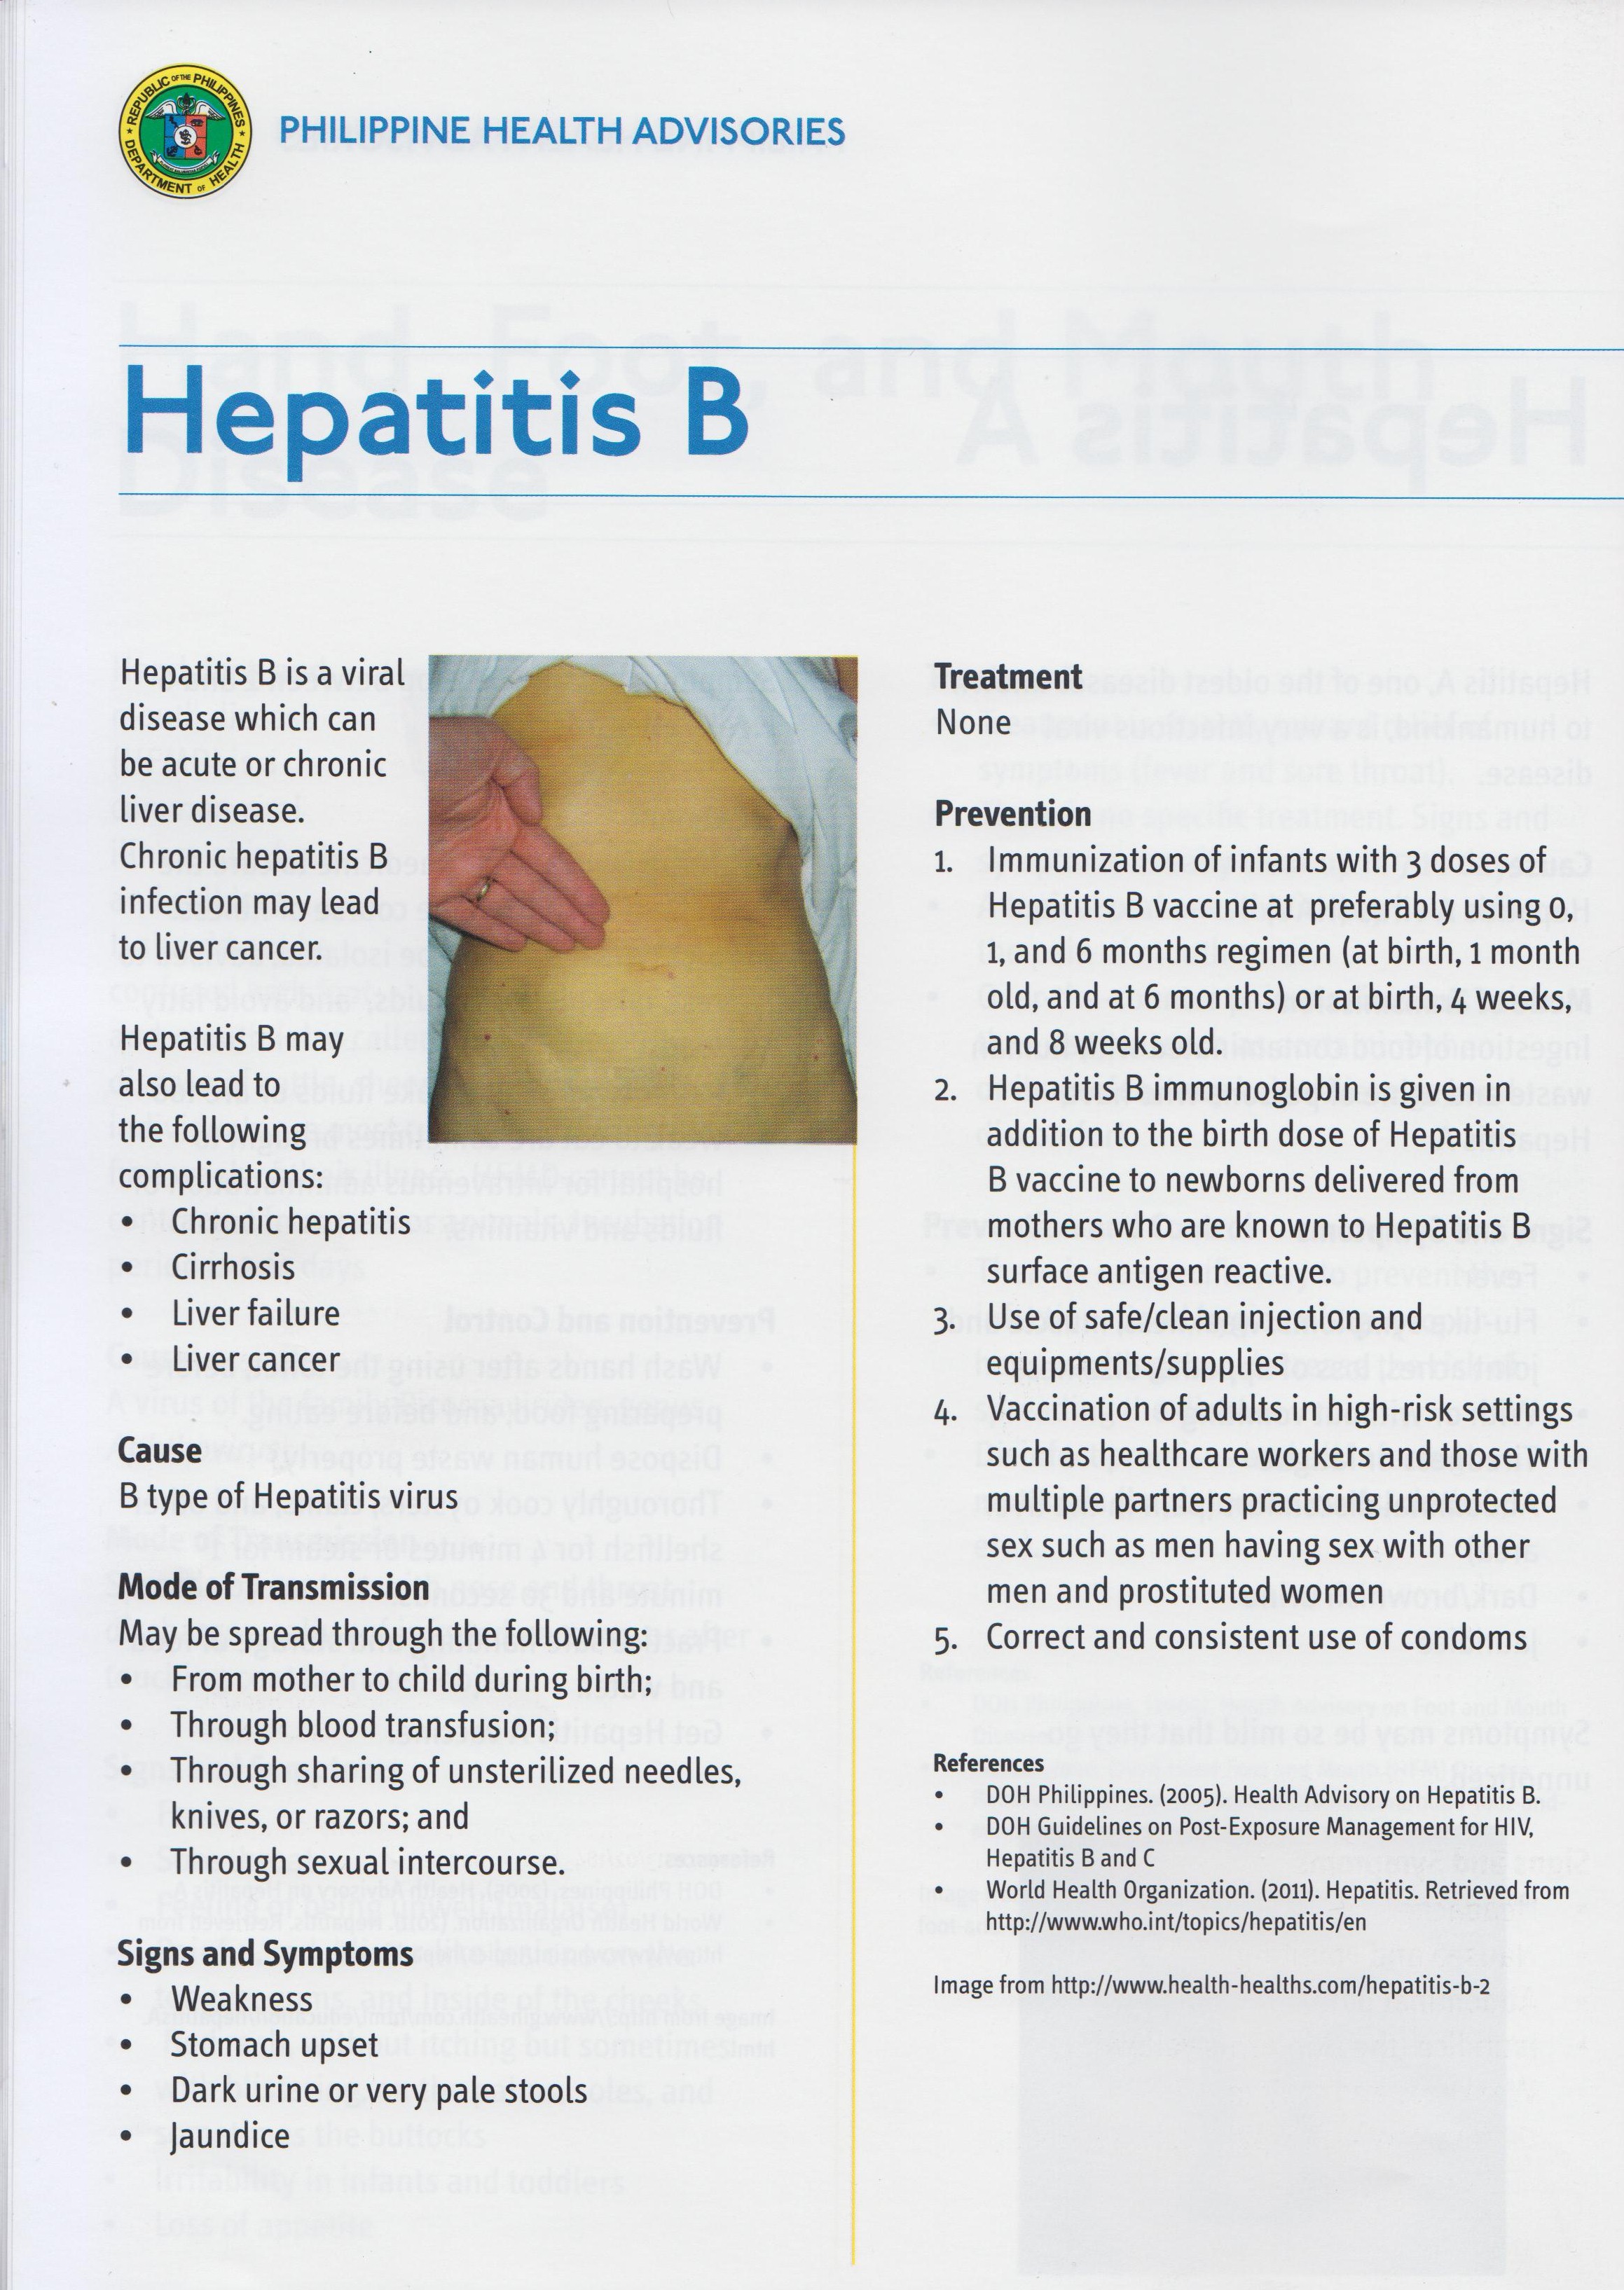 REPUBLIC OF THE PHILIPPINES
DEPARTMENT OF HEALTH
PHILIPPINE HEALTH ADVISORIES
Hepatitis B
Hepatitis B is a viral
disease which can
be acute or chronic
liver disease.
Chronic hepatitis B
infection may lead
to liver cancer.
Hepatitis B may
also lead to
the following
complications:
• Chronic hepatitis
• Cirrhosis
• Liver failure
• Liver cancer
Cause
B type of Hepatitis virus
Mode of Transmission
May be spread through the following:
• From mother to child during birth;
• Through blood transfusion;
• Through sharing of unsterilized needles,
knives, or razors; and
• Through sexual intercourse.
Signs and Symptoms
• Weakness
• Stomach upset
• Dark urine or very pale stools
• Jaundice
Treatment
None
Prevention
1. Immunization of infants with 3 doses of
Hepatitis B vaccine at  preferably using 0,
1, and 6 months regimen (at birth, 1 month
old, and at 6 months) or at birth, 4 weeks,
and 8 weeks old.
2. Hepatitis B immunoglobin is given in
addition to the birth dose of Hepatitis
B vaccine to newborns delivered from
mothers who are known to Hepatitis B
surface antigen reactive.
3. Use of safe/clean injection and
equipments/supplies
4. Vaccination of adults in high-risk settings
such as healthcare workers and those with
multiple partners practicing unprotected
sex such as men having sex with other
men and prostituted women
5. Correct and consistent use of condoms
References
• DOH Philippines. (2005). Health Advisory on Hepatitis B.
• DOH Guidelines on Post-Exposure Management for HIV,
Hepatitis B and C
• World Health Organization. (2011). Hepatitis. Retrieved from
http://www.who.int/topics/hepatitis/en
Image from http://www.health-healths.com/hepatitis-b-2